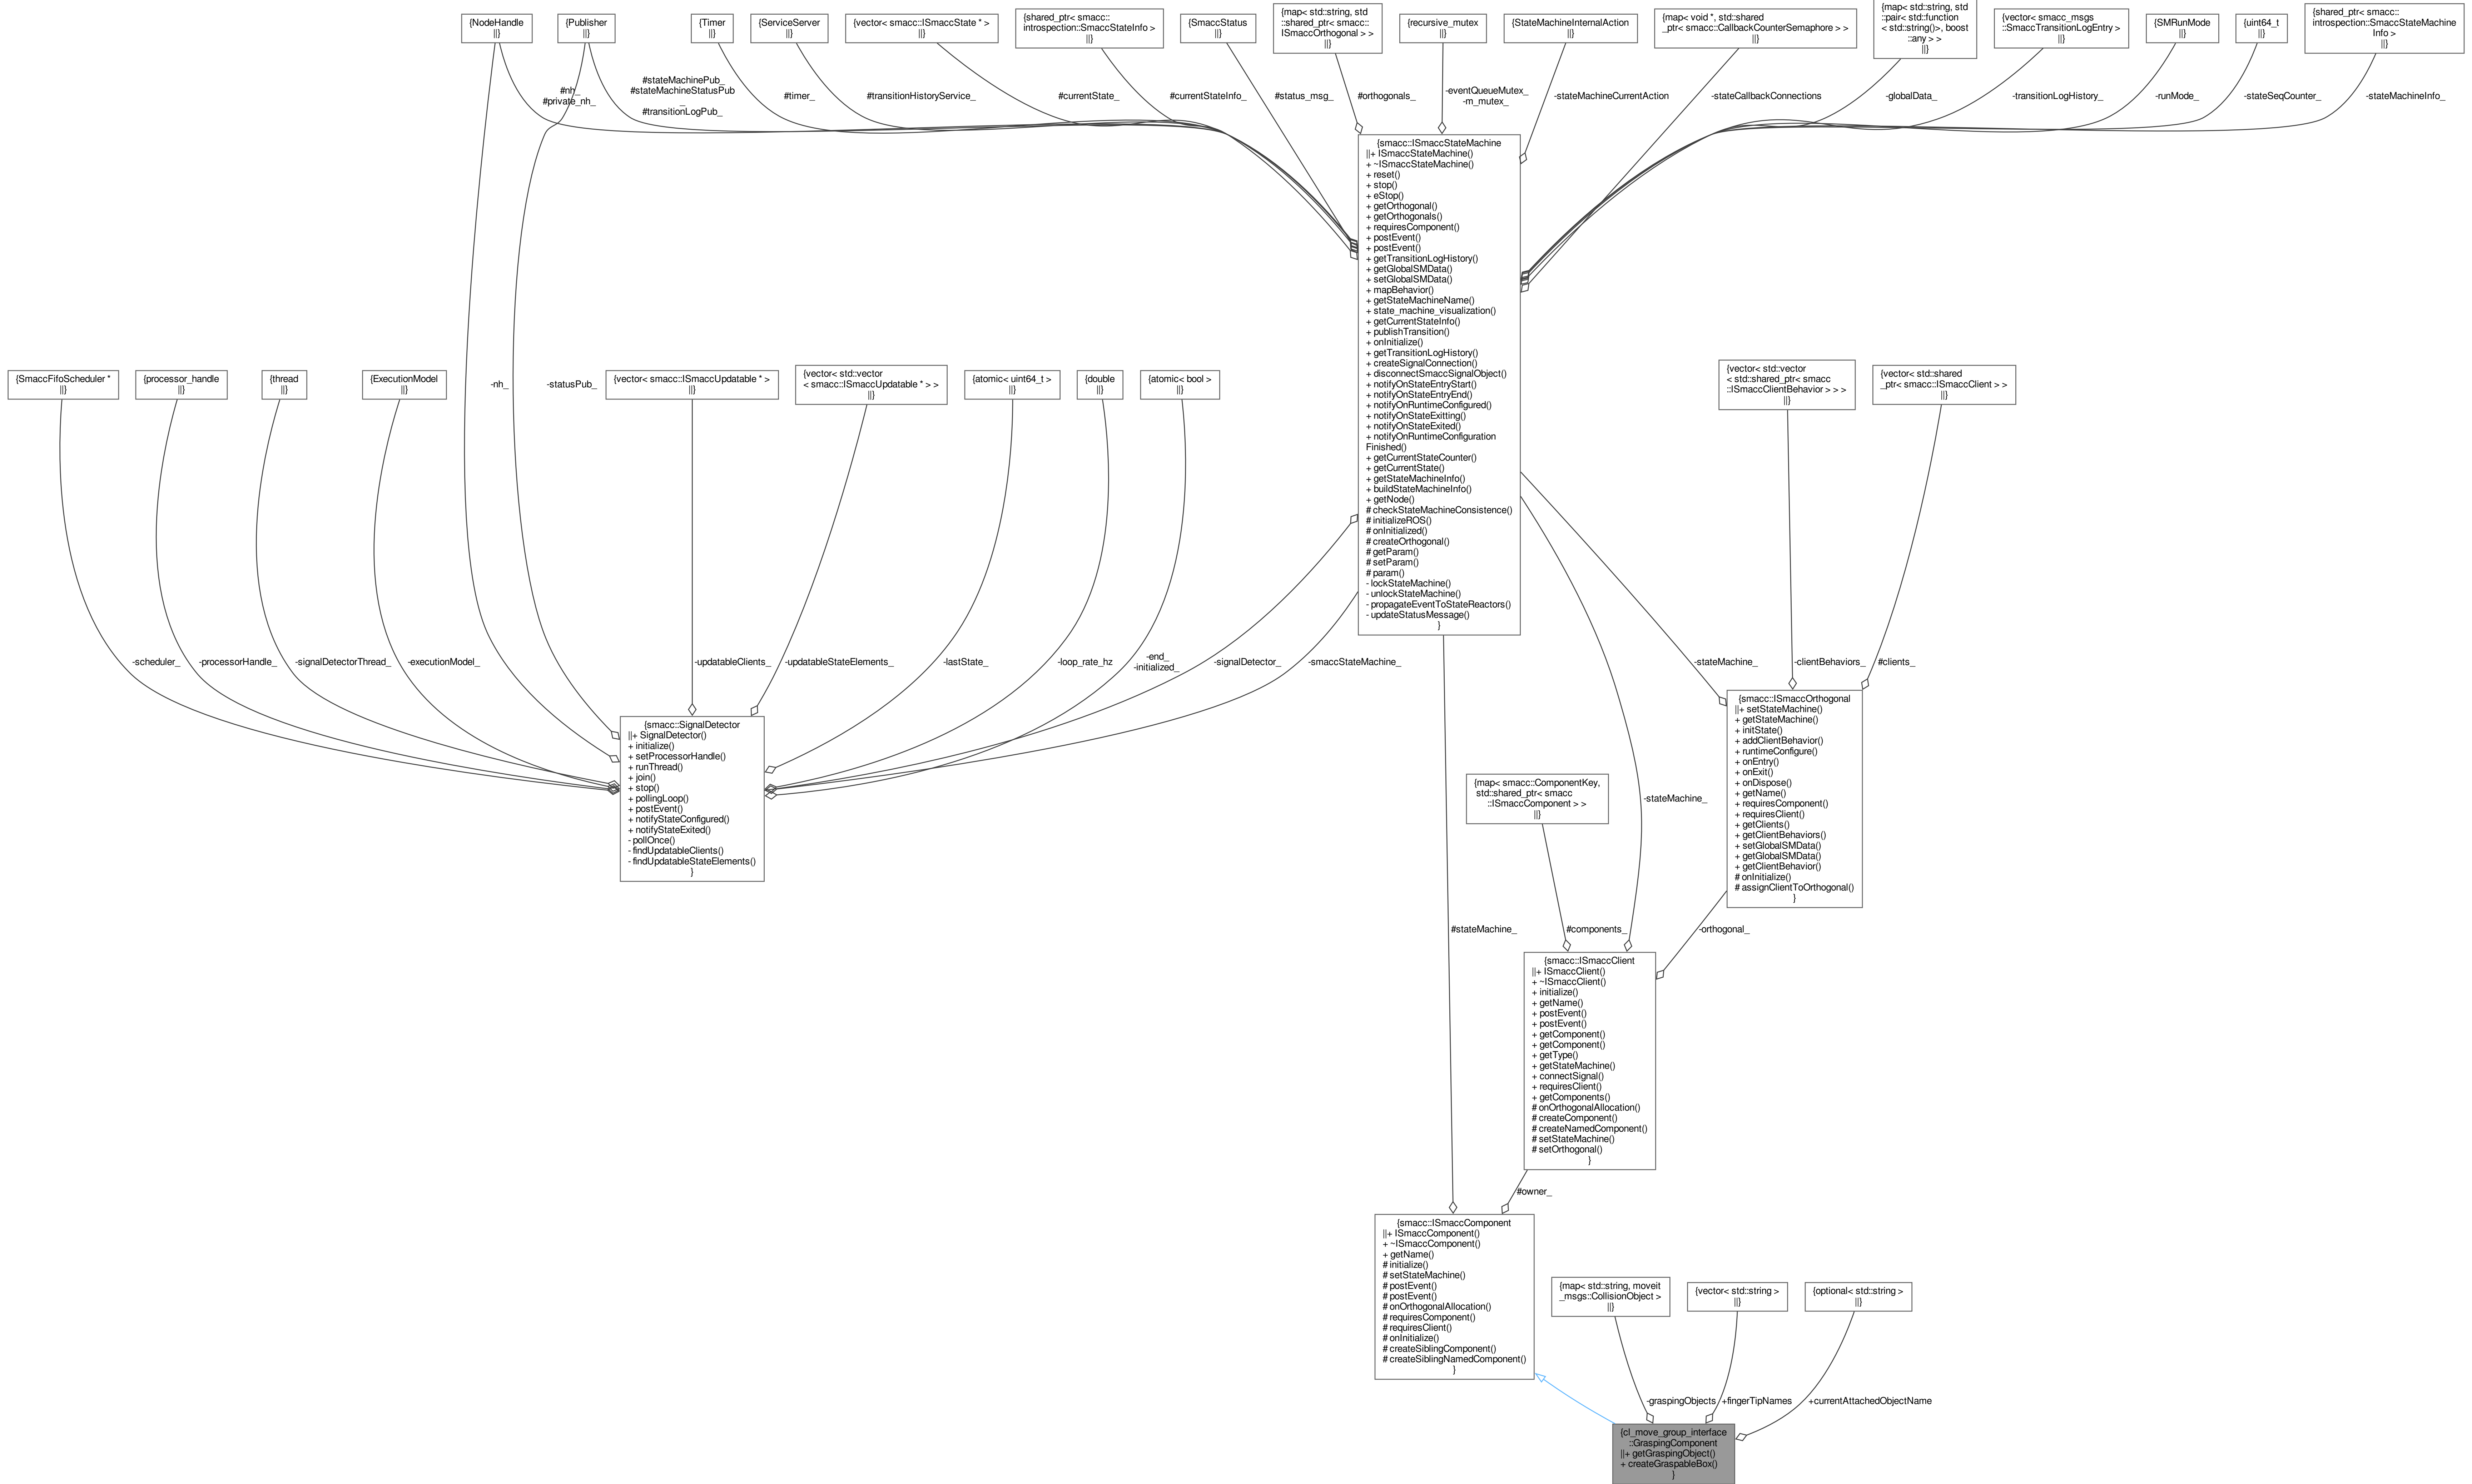 {NodeHandle
||}
{Publisher
||}
{Timer
||}
{ServiceServer
||}
{vector< smacc::ISmaccState * >
||}
{shared_ptr< smacc::
introspection::SmaccStateInfo >
||}
{SmaccStatus
||}
{map< std::string, std
::shared_ptr< smacc::
ISmaccOrthogonal > >
||}
{recursive_mutex
||}
{StateMachineInternalAction
||}
{map< void *, std::shared
_ptr< smacc::CallbackCounterSemaphore > >
||}
{map< std::string, std
::pair< std::function
< std::string()>, boost
::any > >
||}
{vector< smacc_msgs
::SmaccTransitionLogEntry >
||}
{SMRunMode
||}
{uint64_t
||}
{shared_ptr< smacc::
introspection::SmaccStateMachine
Info >
||}
#nh_
#private_nh_
#stateMachinePub_
#stateMachineStatusPub
_
#transitionLogPub_
#timer_
#transitionHistoryService_
#currentState_
#currentStateInfo_
#status_msg_
#orthogonals_
-eventQueueMutex_
-m_mutex_
-stateMachineCurrentAction
-stateCallbackConnections
-globalData_
-transitionLogHistory_
-runMode_
-stateSeqCounter_
-stateMachineInfo_
{smacc::ISmaccStateMachine
||+ ISmaccStateMachine()
+ ~ISmaccStateMachine()
+ reset()
+ stop()
+ eStop()
+ getOrthogonal()
+ getOrthogonals()
+ requiresComponent()
+ postEvent()
+ postEvent()
+ getTransitionLogHistory()
+ getGlobalSMData()
+ setGlobalSMData()
+ mapBehavior()
+ getStateMachineName()
+ state_machine_visualization()
+ getCurrentStateInfo()
+ publishTransition()
+ onInitialize()
+ getTransitionLogHistory()
+ createSignalConnection()
+ disconnectSmaccSignalObject()
+ notifyOnStateEntryStart()
+ notifyOnStateEntryEnd()
+ notifyOnRuntimeConfigured()
+ notifyOnStateExitting()
+ notifyOnStateExited()
+ notifyOnRuntimeConfiguration
Finished()
+ getCurrentStateCounter()
+ getCurrentState()
+ getStateMachineInfo()
+ buildStateMachineInfo()
+ getNode()
# checkStateMachineConsistence()
# initializeROS()
# onInitialized()
# createOrthogonal()
# getParam()
# setParam()
# param()
- lockStateMachine()
- unlockStateMachine()
- propagateEventToStateReactors()
- updateStatusMessage()
}
{SmaccFifoScheduler *
||}
{processor_handle
||}
{thread
||}
{ExecutionModel
||}
-nh_
-statusPub_
{vector< smacc::ISmaccUpdatable * >
||}
{vector< std::vector
< smacc::ISmaccUpdatable * > >
||}
{atomic< uint64_t >
||}
{double
||}
{atomic< bool >
||}
{vector< std::vector
< std::shared_ptr< smacc
::ISmaccClientBehavior > > >
||}
{vector< std::shared
_ptr< smacc::ISmaccClient > >
||}
-scheduler_
-processorHandle_
-signalDetectorThread_
-executionModel_
-updatableClients_
-updatableStateElements_
-lastState_
-loop_rate_hz
-end_
-initialized_
-signalDetector_
-smaccStateMachine_
-stateMachine_
-clientBehaviors_
#clients_
{smacc::SignalDetector
||+ SignalDetector()
+ initialize()
+ setProcessorHandle()
+ runThread()
+ join()
+ stop()
+ pollingLoop()
+ postEvent()
+ notifyStateConfigured()
+ notifyStateExited()
- pollOnce()
- findUpdatableClients()
- findUpdatableStateElements()
}
{smacc::ISmaccOrthogonal
||+ setStateMachine()
+ getStateMachine()
+ initState()
+ addClientBehavior()
+ runtimeConfigure()
+ onEntry()
+ onExit()
+ onDispose()
+ getName()
+ requiresComponent()
+ requiresClient()
+ getClients()
+ getClientBehaviors()
+ setGlobalSMData()
+ getGlobalSMData()
+ getClientBehavior()
# onInitialize()
# assignClientToOrthogonal()
}
{map< smacc::ComponentKey,
std::shared_ptr< smacc
::ISmaccComponent > >
||}
-stateMachine_
#stateMachine_
#components_
-orthogonal_
{smacc::ISmaccClient
||+ ISmaccClient()
+ ~ISmaccClient()
+ initialize()
+ getName()
+ postEvent()
+ postEvent()
+ getComponent()
+ getComponent()
+ getType()
+ getStateMachine()
+ connectSignal()
+ requiresClient()
+ getComponents()
# onOrthogonalAllocation()
# createComponent()
# createNamedComponent()
# setStateMachine()
# setOrthogonal()
}
#owner_
{smacc::ISmaccComponent
||+ ISmaccComponent()
+ ~ISmaccComponent()
+ getName()
# initialize()
# setStateMachine()
# postEvent()
# postEvent()
# onOrthogonalAllocation()
# requiresComponent()
# requiresClient()
# onInitialize()
# createSiblingComponent()
# createSiblingNamedComponent()
}
{map< std::string, moveit
_msgs::CollisionObject >
||}
{vector< std::string >
||}
{optional< std::string >
||}
-graspingObjects
+fingerTipNames
+currentAttachedObjectName
{cl_move_group_interface
::GraspingComponent
||+ getGraspingObject()
+ createGraspableBox()
}